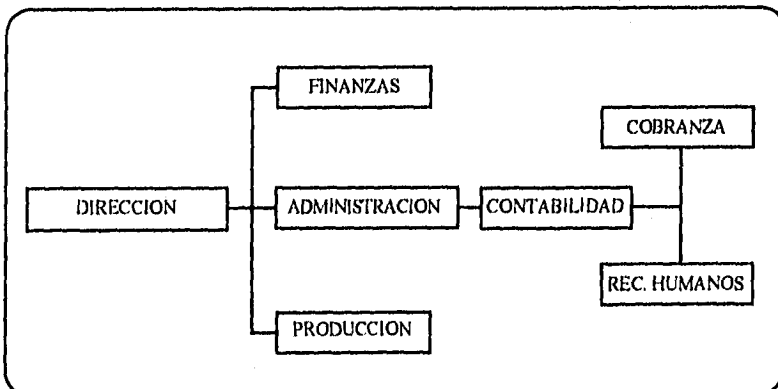 FINANZAS
COBRANZA
DIRECCION
ADMINISTRACION
CONTABILIDAD
REC. HUMANOS
PRODUCCION